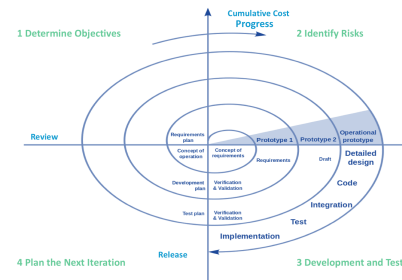 Cumulative Cost
Progress
1 Determine Objectives
2 Identify Risks
Review
Requirements
plan
Concept of
operation
Concept of
requirements
Prototype 1
Prototype 2
Operational
prototype
Requirements
Draft
Detailed
design
Development
plan
Verification
& Validation
Code
Test plan
Verification
& Validation
Integration
Test
Implementation
Release
4 Plan the Next Iteration
3 Development and Test